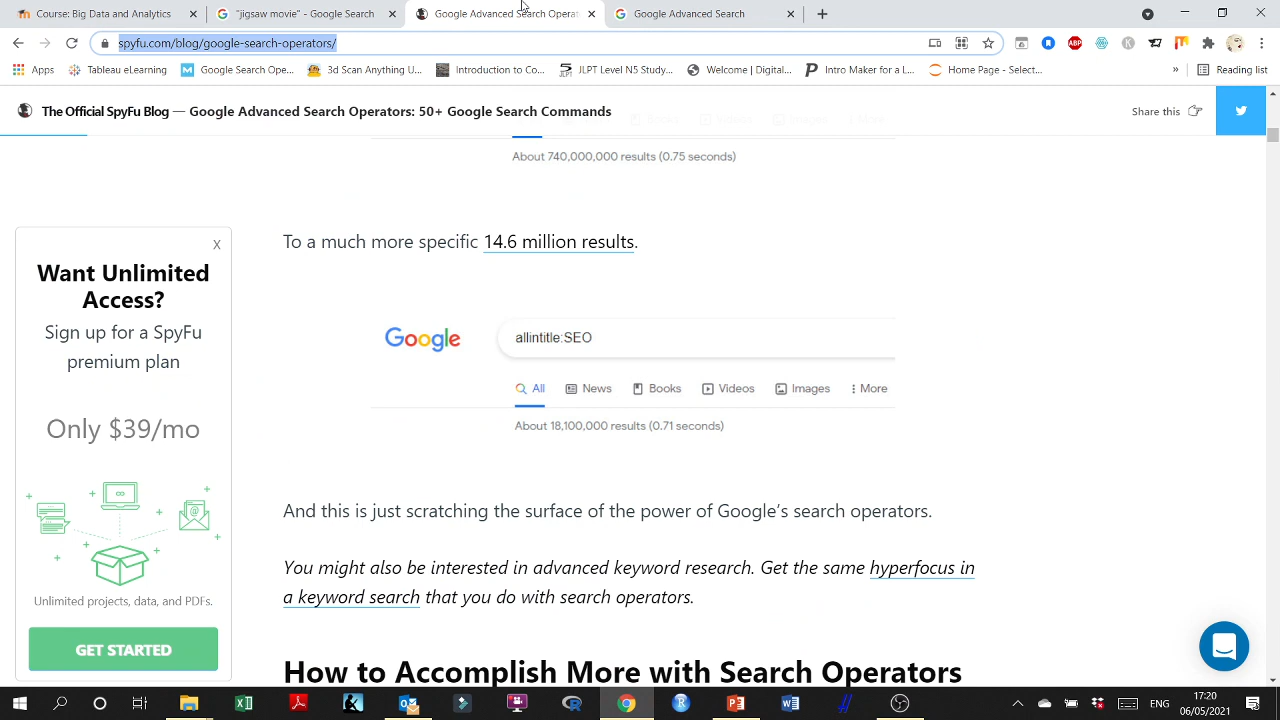 Positions
"jigsaw movie" - Google Search
Google Advanced Search Operat
Google Advanced Search
spyfu.com/blog/google-search-operators/
ABP
K
Apps
Tableau eLearning
Google Search Ope...
3d Scan Anything U...
Introduction to Co...
JLPT Level N5 Study...
Welcome | Digital...
Intro Maker for a L...
Home Page - Select...
»
Reading list
The Official SpyFu Blog — Google Advanced Search Operators: 50+ Google Search Commands
Share this
Books
Videos
Images
More
About 740,000,000 results (0.75 seconds)
To a much more specific 14.6 million results.
X
Want Unlimited
Access?
Sign up for a SpyFu
premium plan
Only $39/mo
Unlimited projects, data, and PDFs.
GET STARTED
Google
allintitle:SEO
All
News
Books
Videos
Images
More
About 18,100,000 results (0.71 seconds)
And this is just scratching the surface of the power of Google's search operators.
You might also be interested in advanced keyword research. Get the same hyperfocus in
a keyword search that you do with search operators.
How to Accomplish More with Search Operators
ENG
17:20
06/05/2021